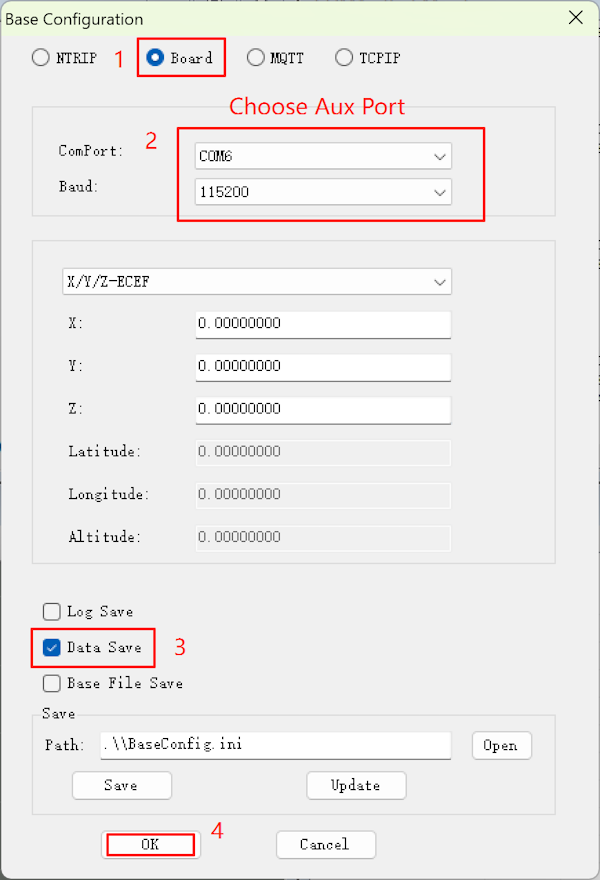 Base Configuration
NTRIP 1 Board MQTT TCPIP
Choose Aux Port
ComPort: 2 COM6
Baud: 115200
X/Y/Z-ECEF
X: 0.00000000
Y: 0.00000000
Z: 0.00000000
Latitude: 0.00000000
Longitude: 0.00000000
Altitude: 0.00000000
Log Save
Data Save 3
Base File Save
Save
Path: .\\BaseConfig.ini Open
Save Update
OK 4 Cancel